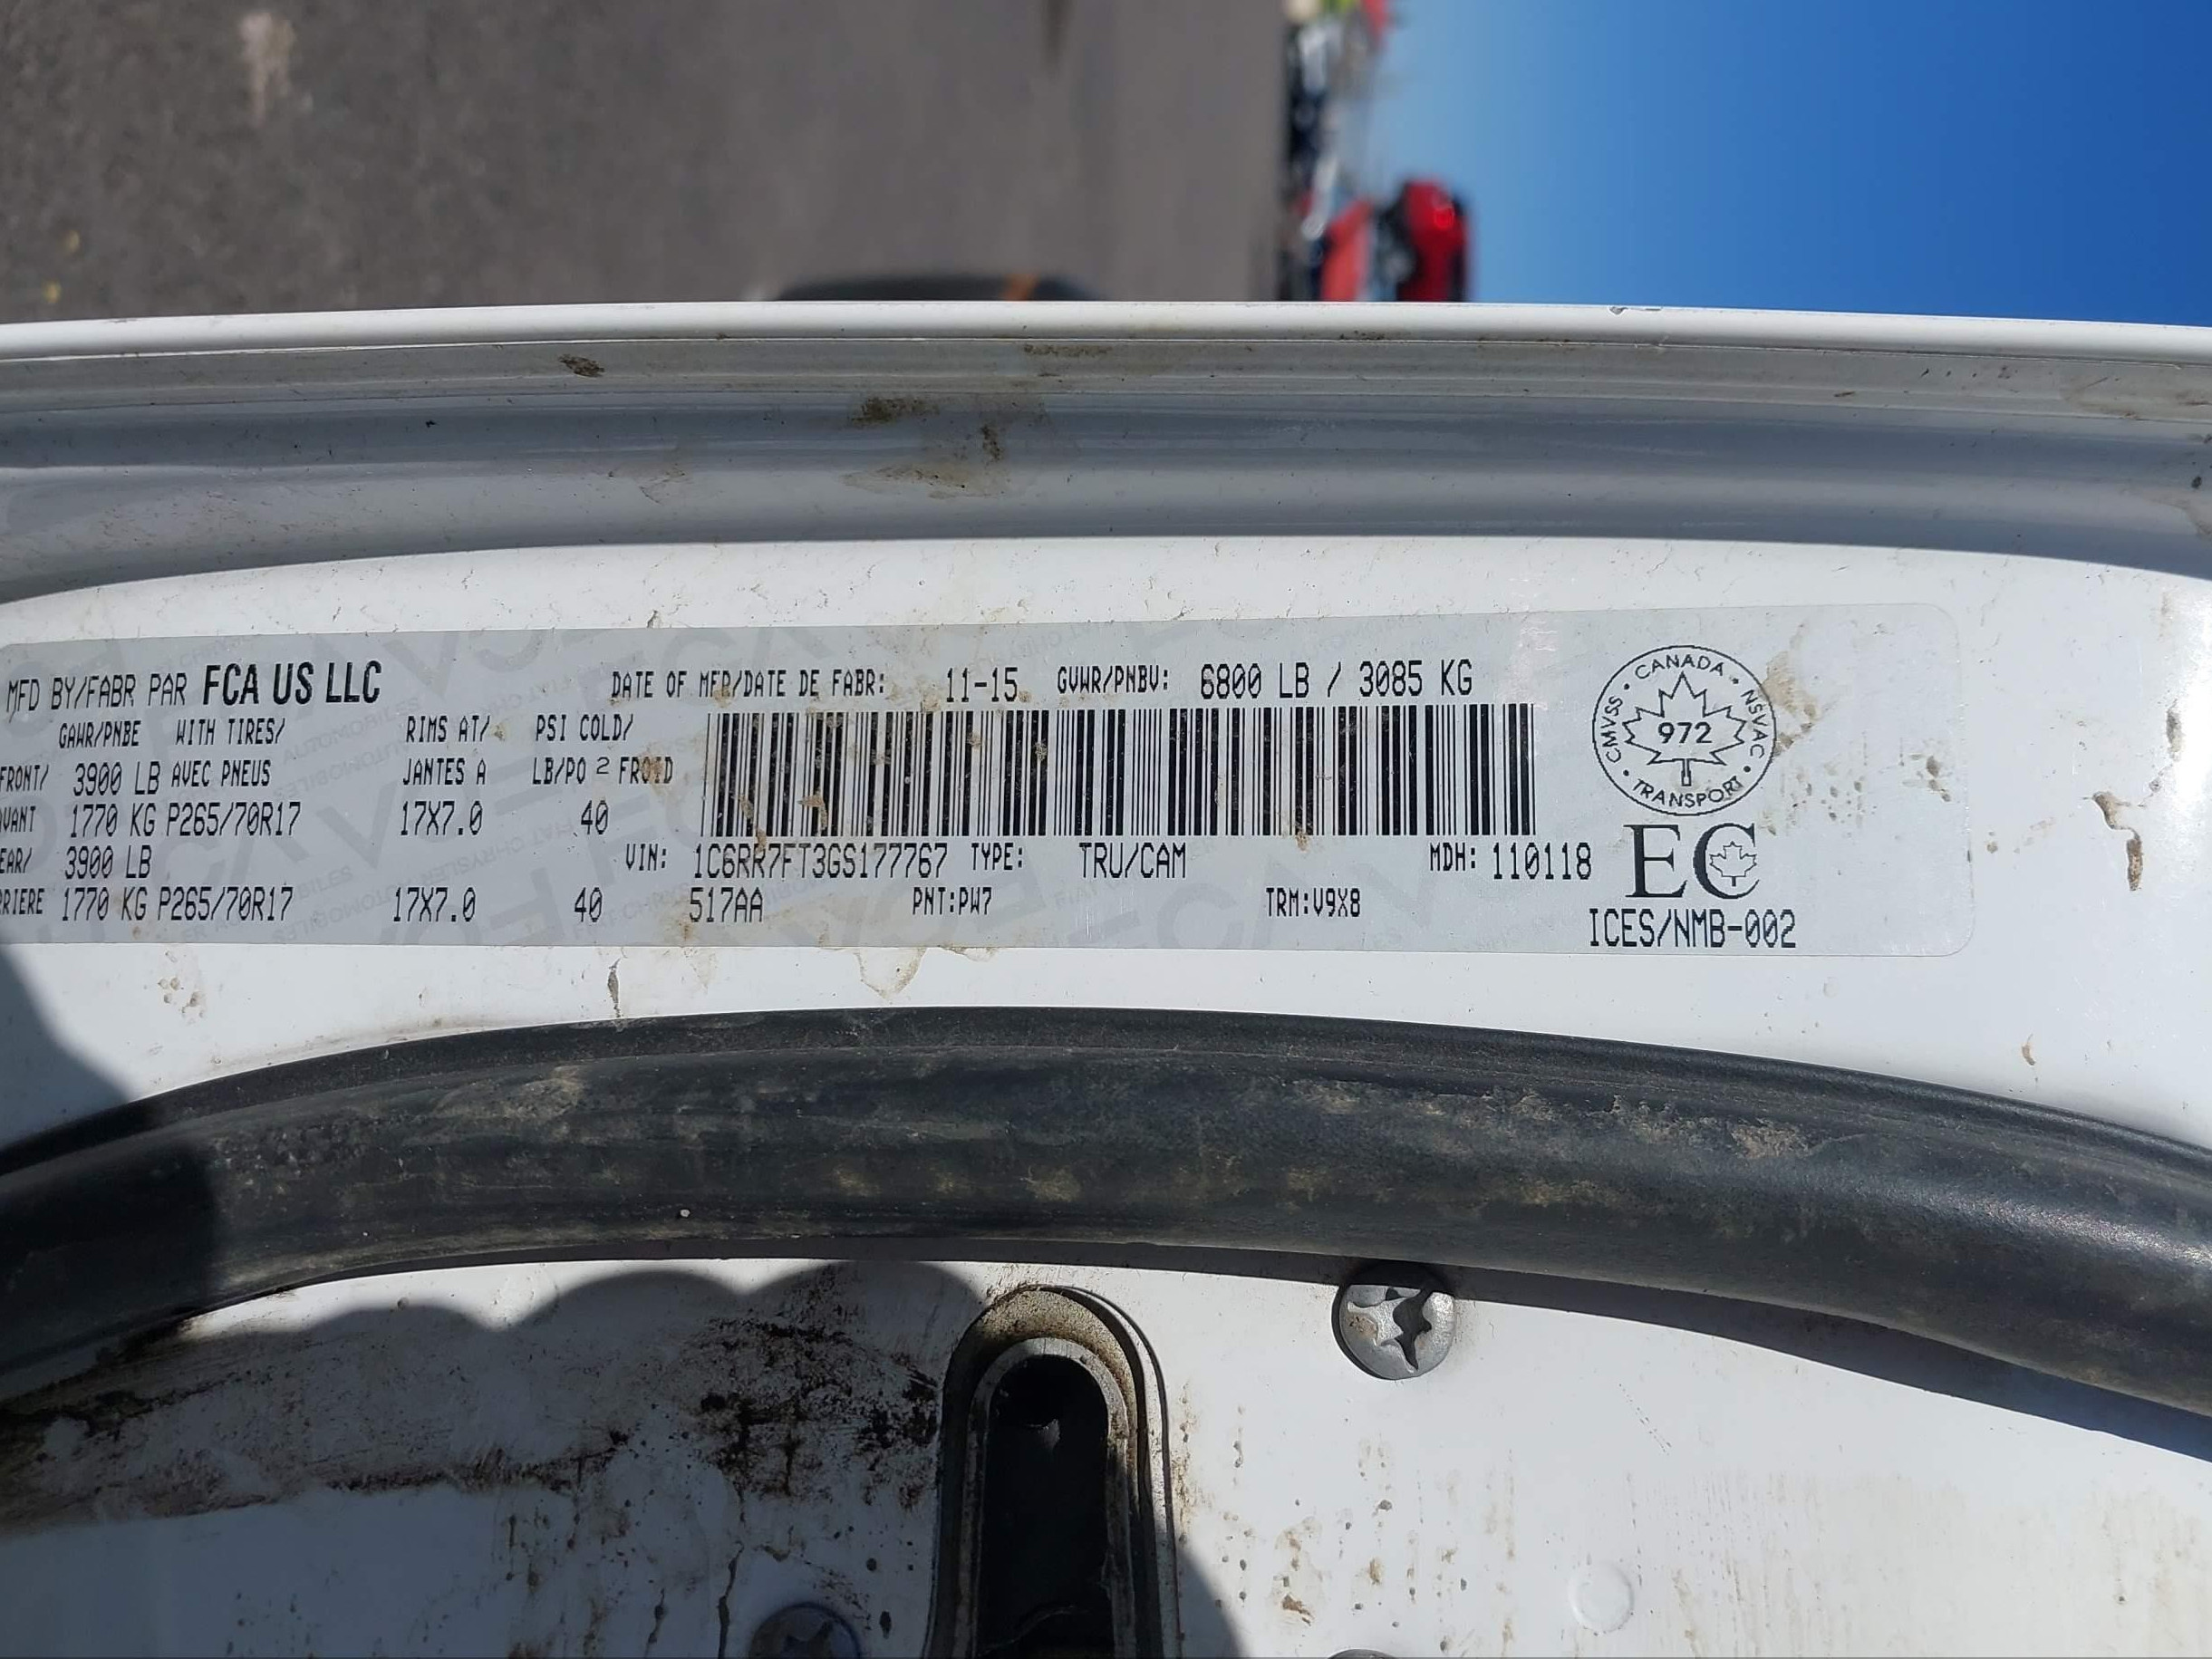 MFD BY/FABR PAR FCA US LLC DATE OF MFR/DATE DE FABR: 11-15 GVWR/PNBV: 6800 LB / 3085 KG
GAWR/PNBE WITH TIRES/ RIMS AT/ PSI COLD/
FRONT/ 3900 LB AVEC PNEUS JANTES A LB/PO 2 FROID
VANT 1770 KG P265/70R17 17X7.0 40
EAR/ 3900 LB VIN: 1C6RR7FT3GS177767 TYPE: TRU/CAM MDH: 110118
RRIERE 1770 KG P265/70R17 17X7.0 40 517AA PNT:PW7 TRM:V9X8
CMVSS • CANADA • NSVAC • TRANSPORT •
972
EC
ICES/NMB-002